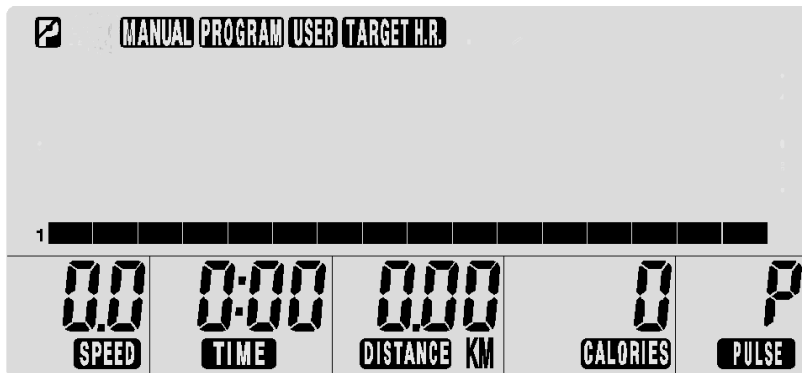 P MANUAL PROGRAM USER TARGET H.R.
1
0.0 0:00 0.00 0 P
SPEED TIME DISTANCE KM CALORIES PULSE